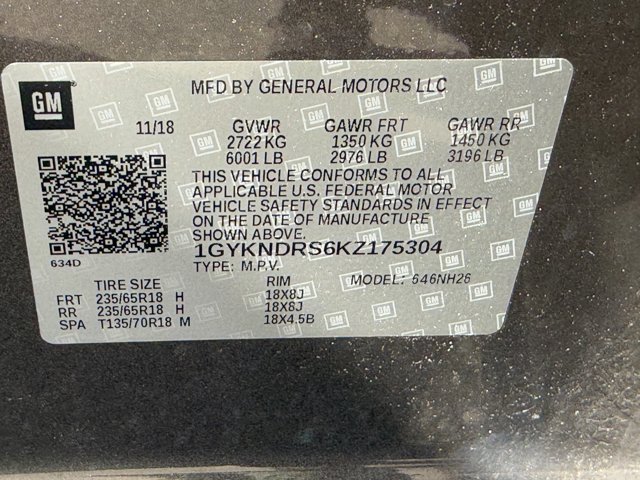 GM
MFD BY GENERAL MOTORS LLC
11/18 GVWR GAWR FRT GAWR RR
2722 KG 1350 KG 1450 KG
6001 LB 2976 LB 3196 LB
THIS VEHICLE CONFORMS TO ALL
APPLICABLE U.S. FEDERAL MOTOR
VEHICLE SAFETY STANDARDS IN EFFECT
ON THE DATE OF MANUFACTURE
SHOWN ABOVE.
634D
1GYKNDRS6KZ175304
TYPE: M.P.V. MODEL: 646NH26
TIRE SIZE RIM
FRT 235/65R18 H 18X8J
RR 235/65R18 H 18X8J
SPA T135/70R18 M 18X4.5B